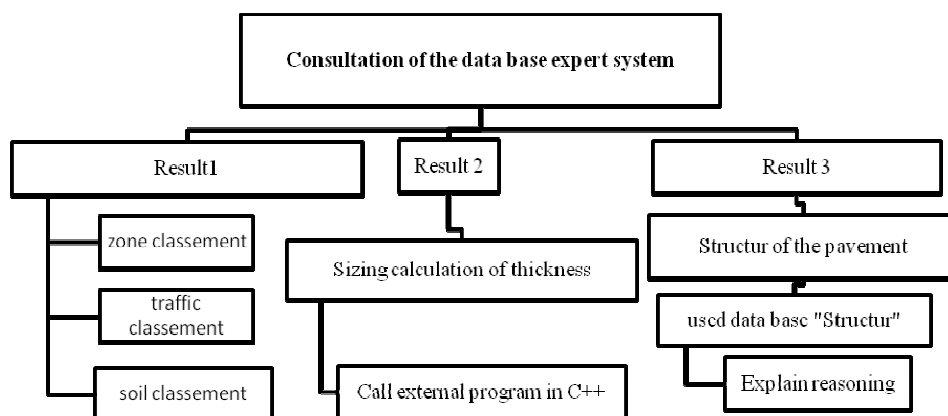 Consultation of the data base expert system
Result1
Result 2
Result 3
zone classement
traffic
classement
soil classement
Sizing calculation of thickness
Call external program in C++
Structur of the pavement
used data base "Structur"
Explain reasoning